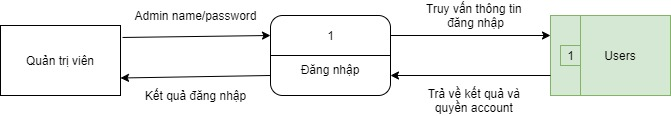 Admin name/password
Truy vấn thông tin
đăng nhập
Quản trị viên
1
Đăng nhập
1
Users
Kết quả đăng nhập
Trả về kết quả và
quyền account